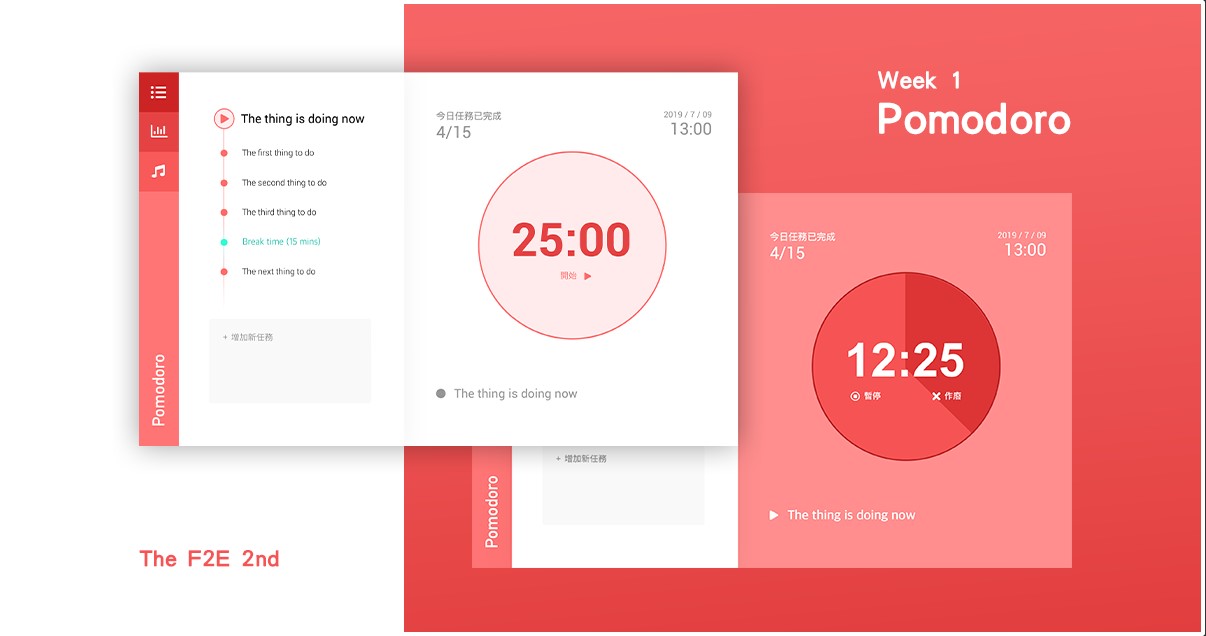 Week 1
Pomodoro
The thing is doing now
The first thing to do
The second thing to do
The third thing to do
Break time (15 mins)
The next thing to do
+ 增加新任務
Pomodoro
今日任務已完成
4/15
2019 / 7 / 09
13:00
25:00
開始
The thing is doing now
今日任務已完成
4/15
2019 / 7 / 09
13:00
12:25
暫停
作廢
The thing is doing now
+ 增加新任務
Pomodoro
The F2E 2nd